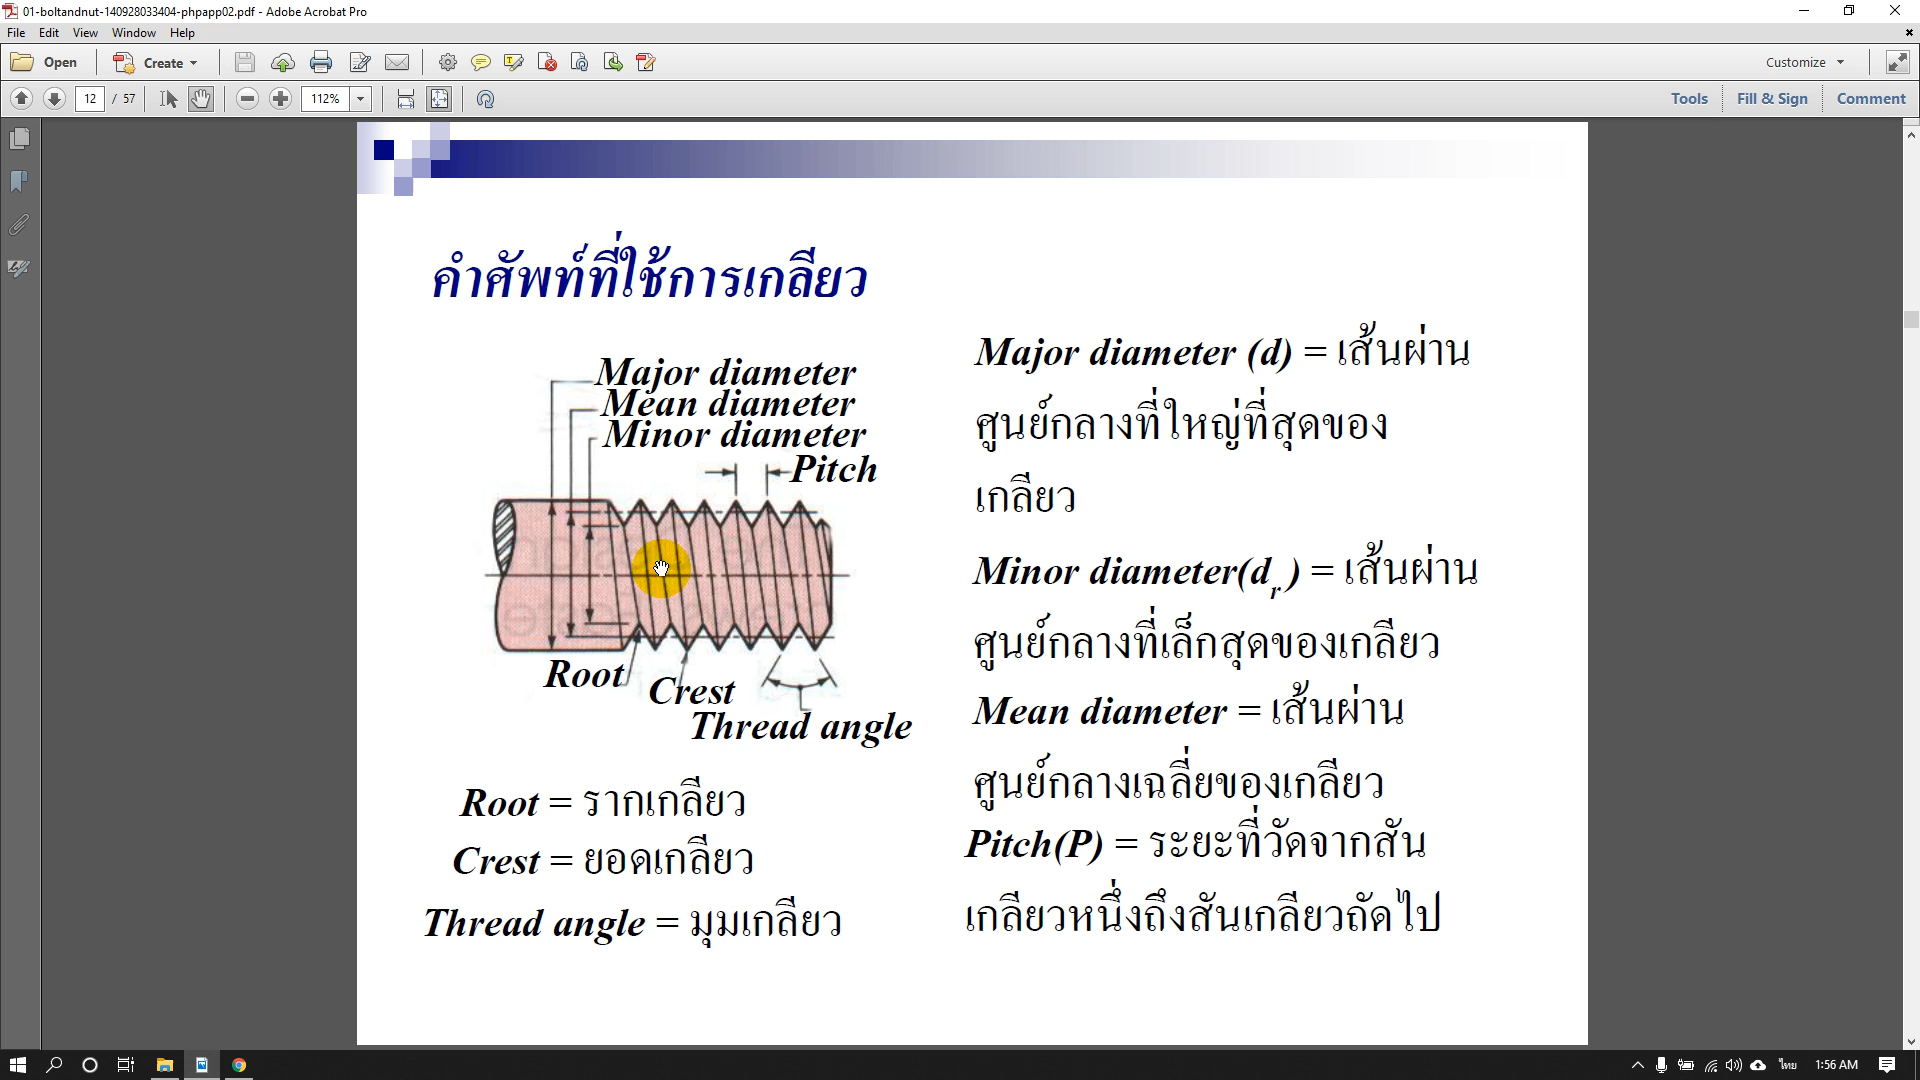 01-boltandnut-140928033404-phpapp02.pdf - Adobe Acrobat Pro
File Edit View Window Help
Open Create Customize
12 / 57 112% Tools Fill & Sign Comment
คำศัพท์ที่ใช้การเกลียว
Major diameter
Mean diameter
Minor diameter
Pitch
Root
Crest
Thread angle
Root = รากเกลียว
Crest = ยอดเกลียว
Thread angle = มุมเกลียว
Major diameter (d) = เส้นผ่าน
ศูนย์กลางที่ใหญ่ที่สุดของ
เกลียว
Minor diameter(dr) = เส้นผ่าน
ศูนย์กลางที่เล็กสุดของเกลียว
Mean diameter = เส้นผ่าน
ศูนย์กลางเฉลี่ยของเกลียว
Pitch(P) = ระยะที่วัดจากสัน
เกลียวหนึ่งถึงสันเกลียวถัดไป
ไทย 1:56 AM